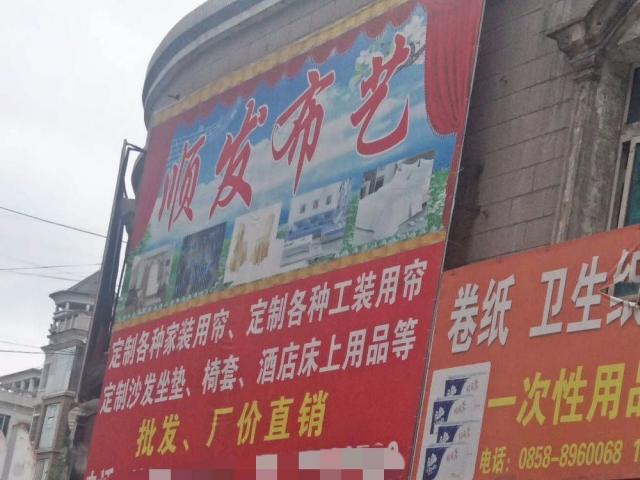 顺发布艺
定制各种家装用帘、定制各种工装用帘
定制沙发坐垫、椅套、酒店床上用品等
批发、厂价直销
卷纸 卫生纸
一次性用品
电话:0858-8960068 1